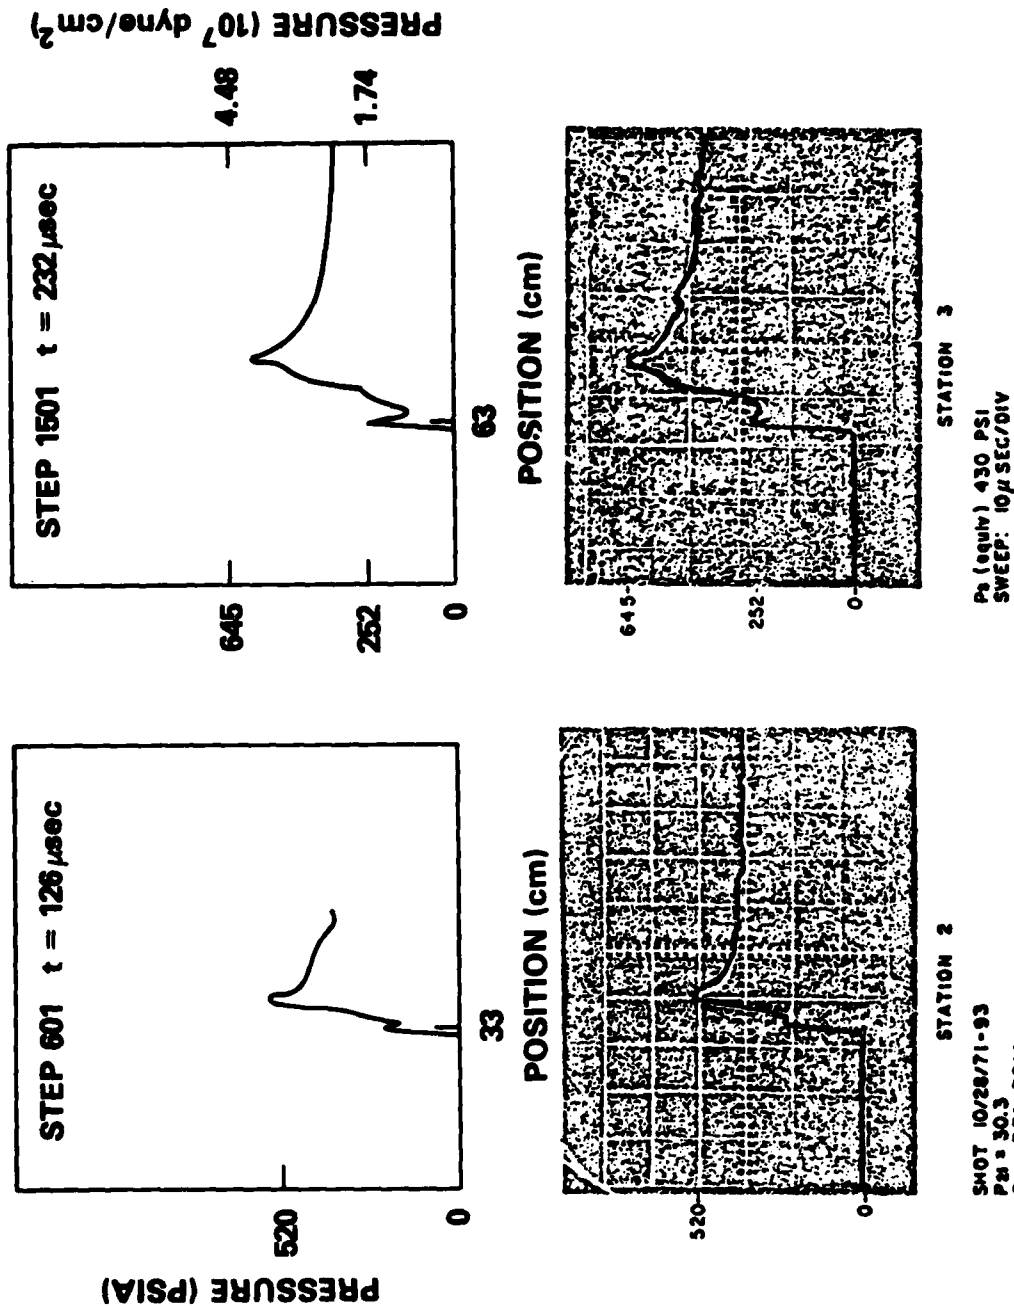 STEP 601 t = 126 μsec
PRESSURE (PSIA)
520
0
33
POSITION (cm)
STEP 1501 t = 232 μsec
645
252
0
4.48
1.74
PRESSURE (10⁷ dyne/cm²)
63
POSITION (cm)
520-
0-
STATION 2
SHOT 10/28/71-93
P21 = 30.3
645-
252-
0-
STATION 3
Ps (equiv) 430 PSI
SWEEP: 10μ SEC/DIV